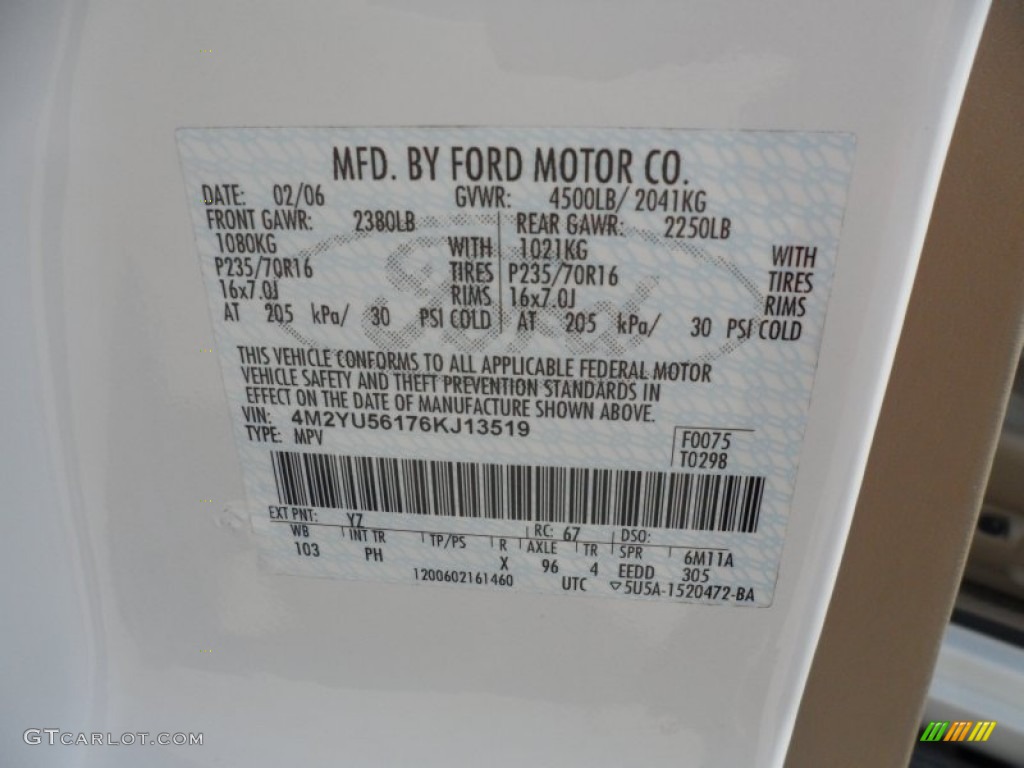 MFD. BY FORD MOTOR CO.
DATE: 02/06 GVWR: 4500LB/ 2041KG
FRONT GAWR: 2380LB REAR GAWR: 2250LB
1080KG WITH 1021KG WITH
P235/70R16 TIRES P235/70R16 TIRES
16x7.0J RIMS 16x7.0J RIMS
AT 205 kPa/ 30 PSI COLD AT 205 kPa/ 30 PSI COLD
Ford
THIS VEHICLE CONFORMS TO ALL APPLICABLE FEDERAL MOTOR
VEHICLE SAFETY AND THEFT PREVENTION STANDARDS IN
EFFECT ON THE DATE OF MANUFACTURE SHOWN ABOVE.
VIN: 4M2YU56176KJ13519
TYPE: MPV
F0075
T0298
EXT PNT: YZ RC: 67 DSO:
WB INT TR TP/PS R AXLE TR SPR 6M11A
103 PH X 96 4 EEDD 305
1200602161460 UTC ▽5U5A-1520472-BA
GTCARLOT.COM